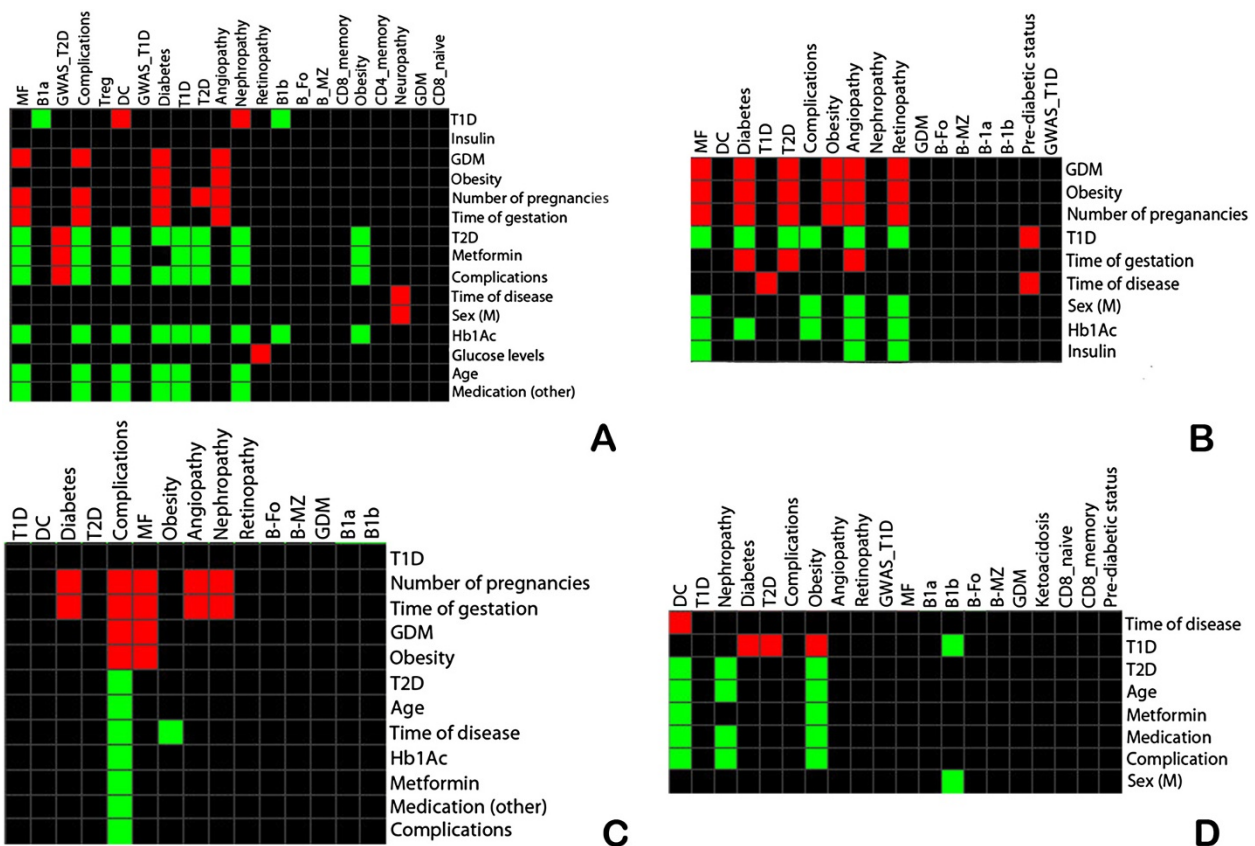 MF
B1a
GWAS_T2D
Complications
Treg
DC
GWAS_T1D
Diabetes
T1D
T2D
Angiopathy
Nephropathy
Retinopathy
B1b
B_Fo
B_MZ
CD8_memory
Obesity
CD4_memory
Neuropathy
GDM
CD8_naive
T1D
Insulin
GDM
Obesity
Number of pregnancies
Time of gestation
T2D
Metformin
Complications
Time of disease
Sex (M)
Hb1Ac
Glucose levels
Age
Medication (other)
A
MF
DC
Diabetes
T1D
T2D
Complications
Obesity
Angiopathy
Nephropathy
Retinopathy
GDM
B-Fo
B-MZ
B-1a
B-1b
Pre-diabetic status
GWAS_T1D
GDM
Obesity
Number of preganancies
T1D
Time of gestation
Time of disease
Sex (M)
Hb1Ac
Insulin
B
T1D
DC
Diabetes
T2D
Complications
MF
Obesity
Angiopathy
Nephropathy
Retinopathy
B-Fo
B-MZ
GDM
B1a
B1b
T1D
Number of pregnancies
Time of gestation
GDM
Obesity
T2D
Age
Time of disease
Hb1Ac
Metformin
Medication (other)
Complications
C
DC
T1D
Nephropathy
Diabetes
T2D
Complications
Obesity
Angiopathy
Retinopathy
GWAS_T1D
MF
B1a
B1b
B-Fo
B-MZ
GDM
Ketoacidosis
CD8_naive
CD8_memory
Pre-diabetic status
Time of disease
T1D
T2D
Age
Metformin
Medication
Complication
Sex (M)
D